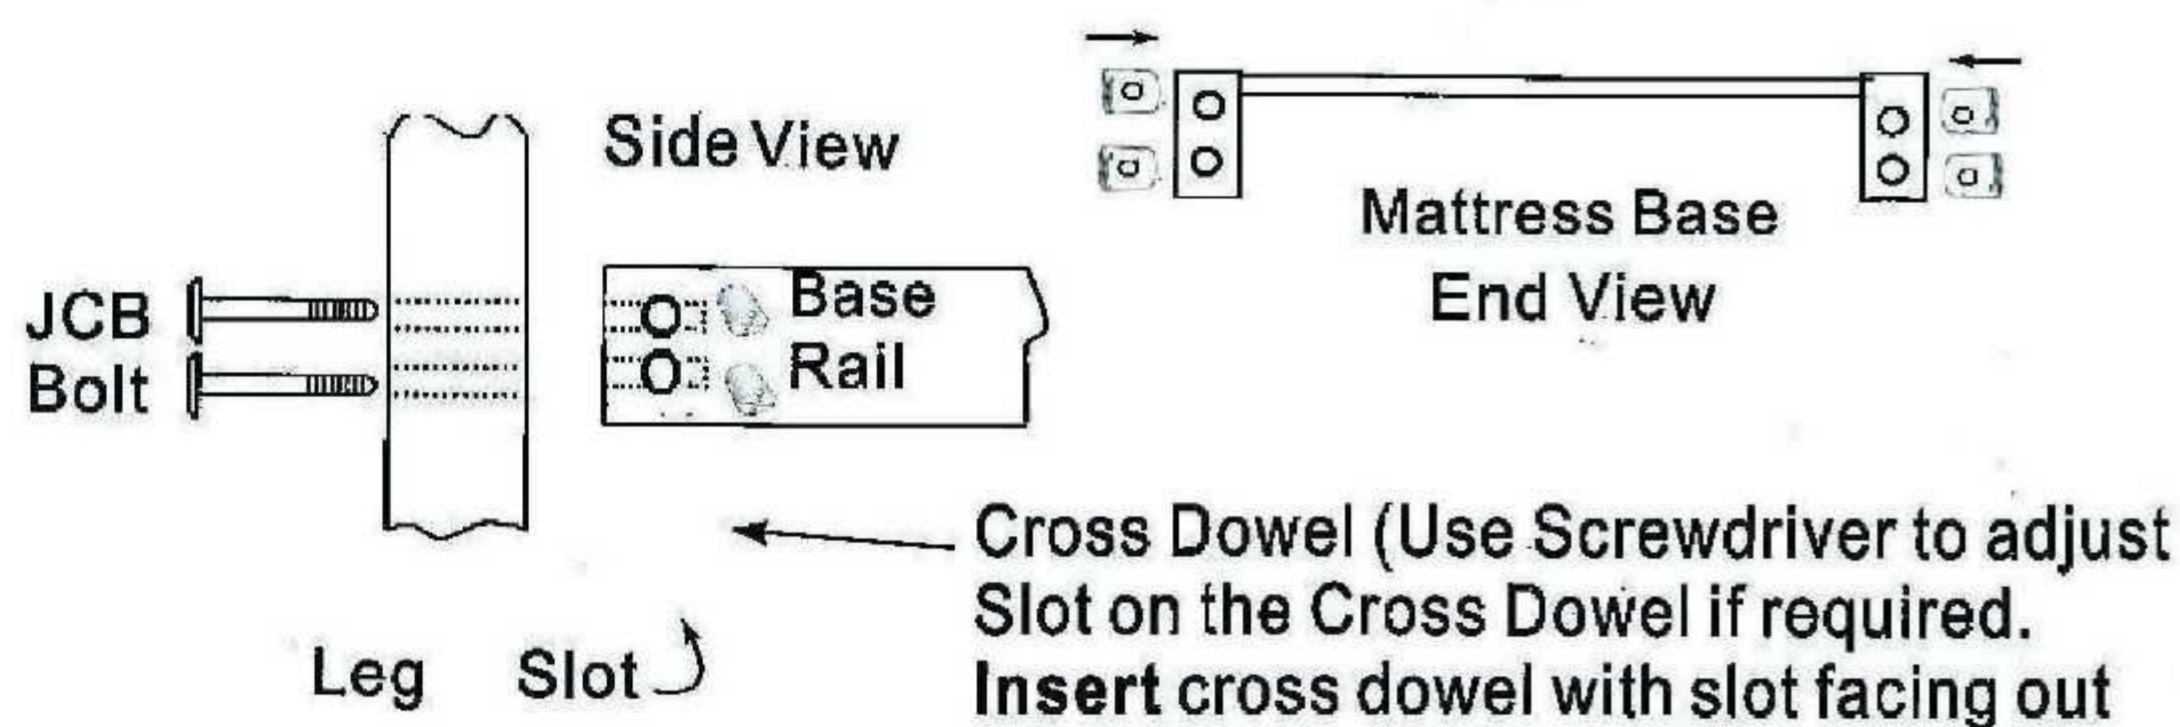 Side View
Mattress Base
End View
JCB
Bolt
Base
Rail
Cross Dowel (Use Screwdriver to adjust
Slot on the Cross Dowel if required.
Insert cross dowel with slot facing out
Leg Slot